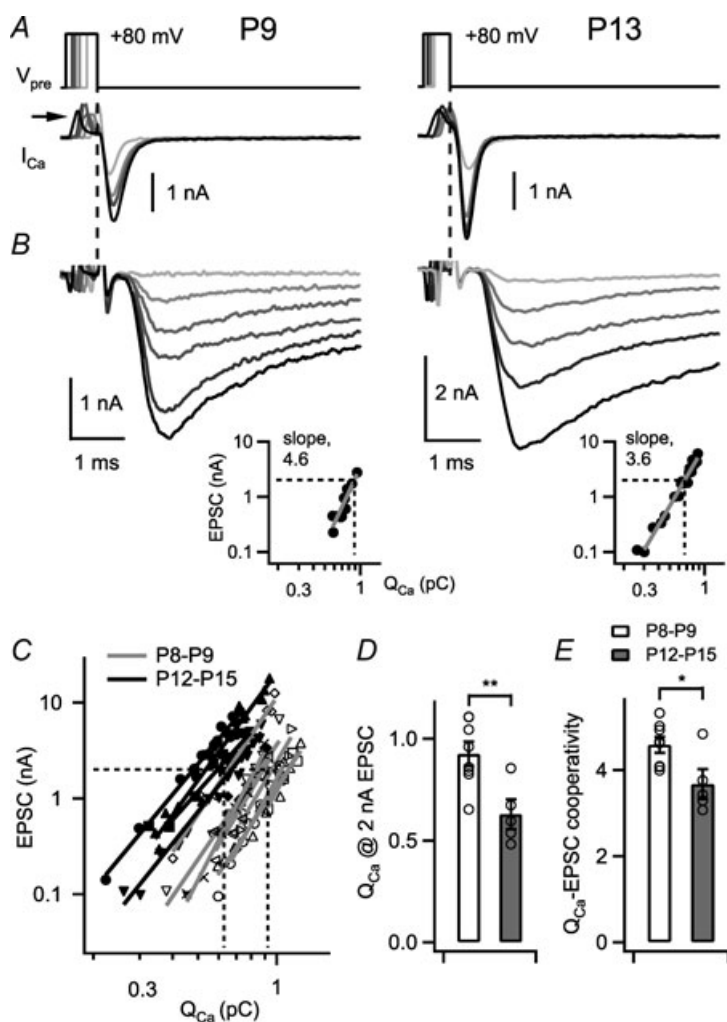 A P9 P13
+80 mV +80 mV
V_pre
I_Ca
1 nA 1 nA
B
1 nA 2 nA
1 ms 1 ms
10 slope, 4.6 10 slope, 3.6
EPSC (nA)
1 1
0.1 0.1
0.3 1 0.3 1
Q_Ca (pC)
C D E
P8-P9 P8-P9
P12-P15 P12-P15
** *
10
1
0.1
EPSC (nA)
0.3 1
Q_Ca (pC)
1.0
0.5
0.0
Q_Ca @ 2 nA EPSC
4
2
0
Q_Ca-EPSC cooperativity